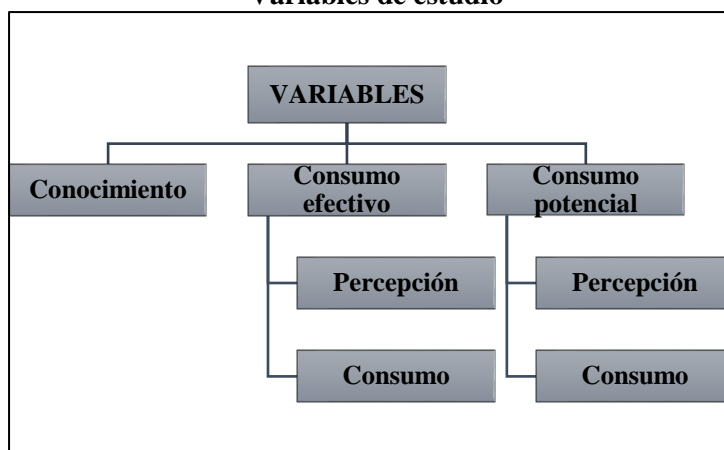 Variables de estudio
VARIABLES
Conocimiento
Consumo
efectivo
Percepción
Consumo
Consumo
potencial
Percepción
Consumo